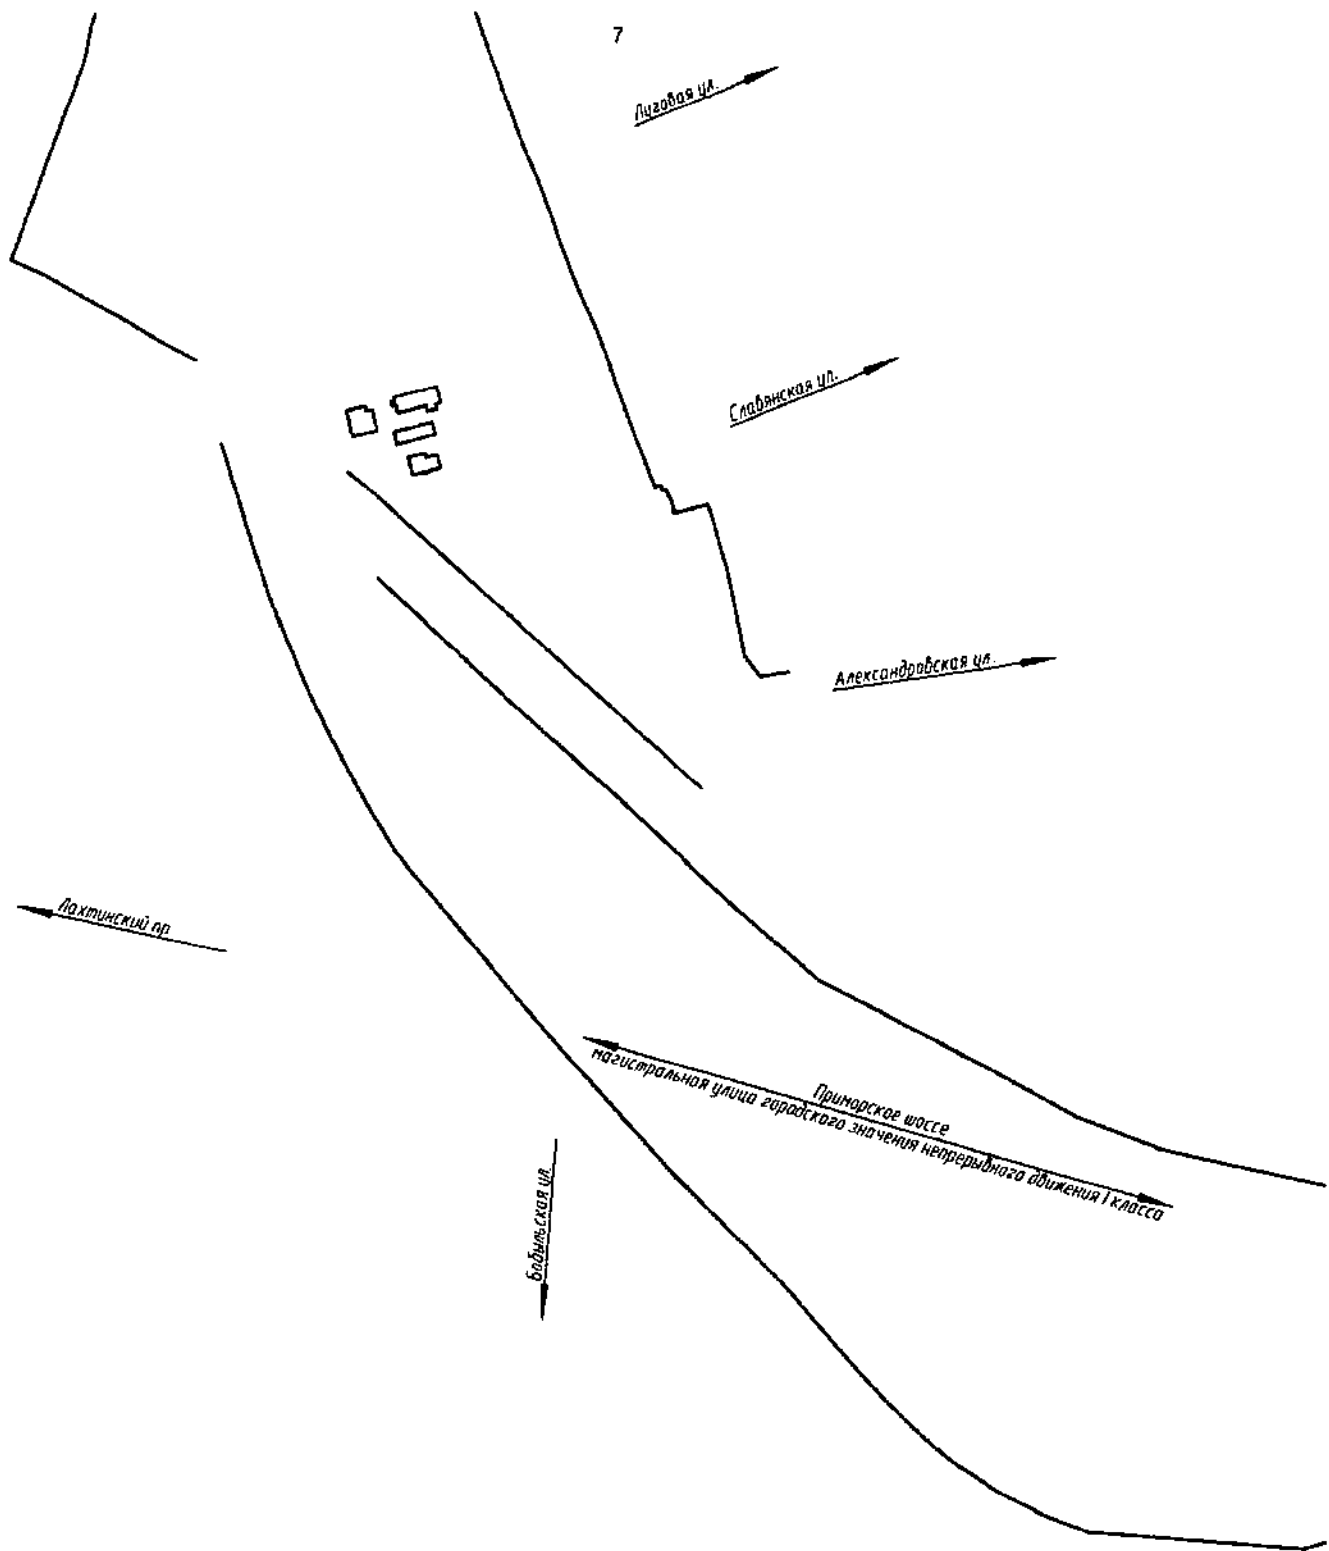 7
Луговая ул.
Славянская ул.
Александровская ул.
Лахтинский пр
Приморское шоссе
магистральная улица городского значения непрерывного движения I класса
Бобыльская ул.